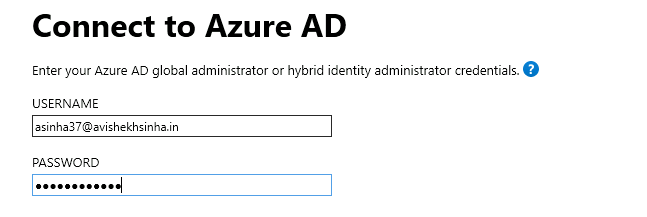 Connect to Azure AD
Enter your Azure AD global administrator or hybrid identity administrator credentials. ?
USERNAME
asinha37@avishekhsinha.in
PASSWORD
●●●●●●●●●●●●